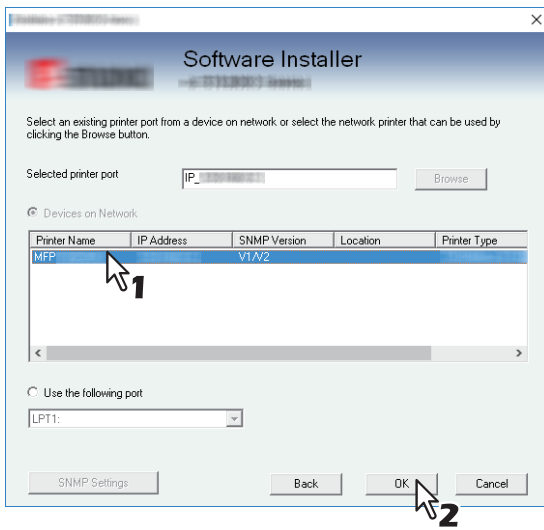 Software Installer
Select an existing printer port from a device on network or select the network printer that can be used by
clicking the Browse button.
Selected printer port IP_ Browse
Devices on Network
Printer Name IP Address SNMP Version Location Printer Type
MFP V1/V2
1
Use the following port
LPT1:
SNMP Settings Back OK Cancel
2